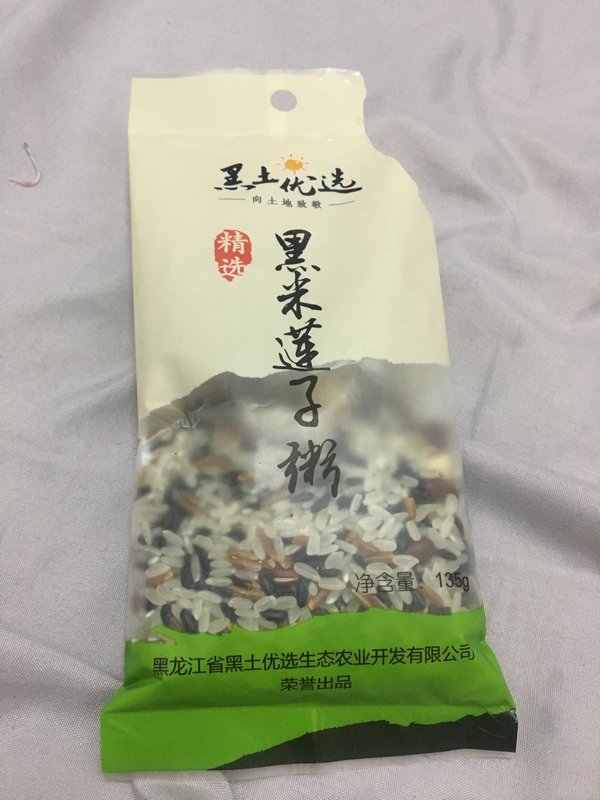 黑土优选
向土地致敬
精选
黑米莲子粥
净含量：135g
黑龙江省黑土优选生态农业开发有限公司
荣誉出品